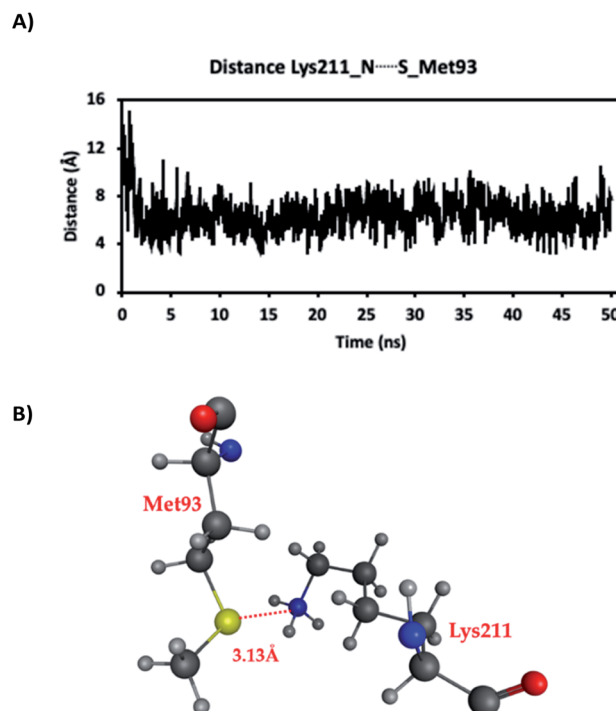 A)
Distance Lys211_N······S_Met93
16
12
8
4
0
Distance (Å)
0 5 10 15 20 25 30 35 40 45 50
Time (ns)
B)
Met93
3.13Å
Lys211